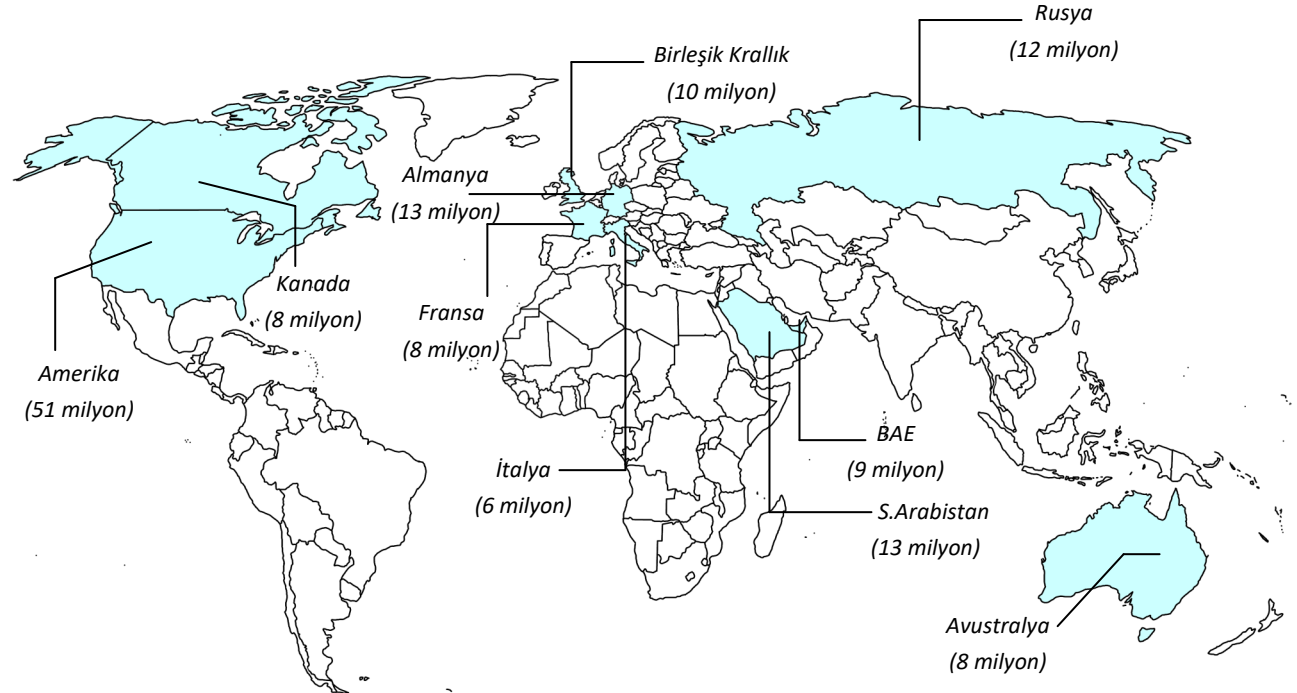 Rusya
(12 milyon)
Birleşik Krallık
(10 milyon)
Almanya
(13 milyon)
Kanada
(8 milyon)
Fransa
(8 milyon)
Amerika
(51 milyon)
BAE
(9 milyon)
İtalya
(6 milyon)
S.Arabistan
(13 milyon)
Avustralya
(8 milyon)